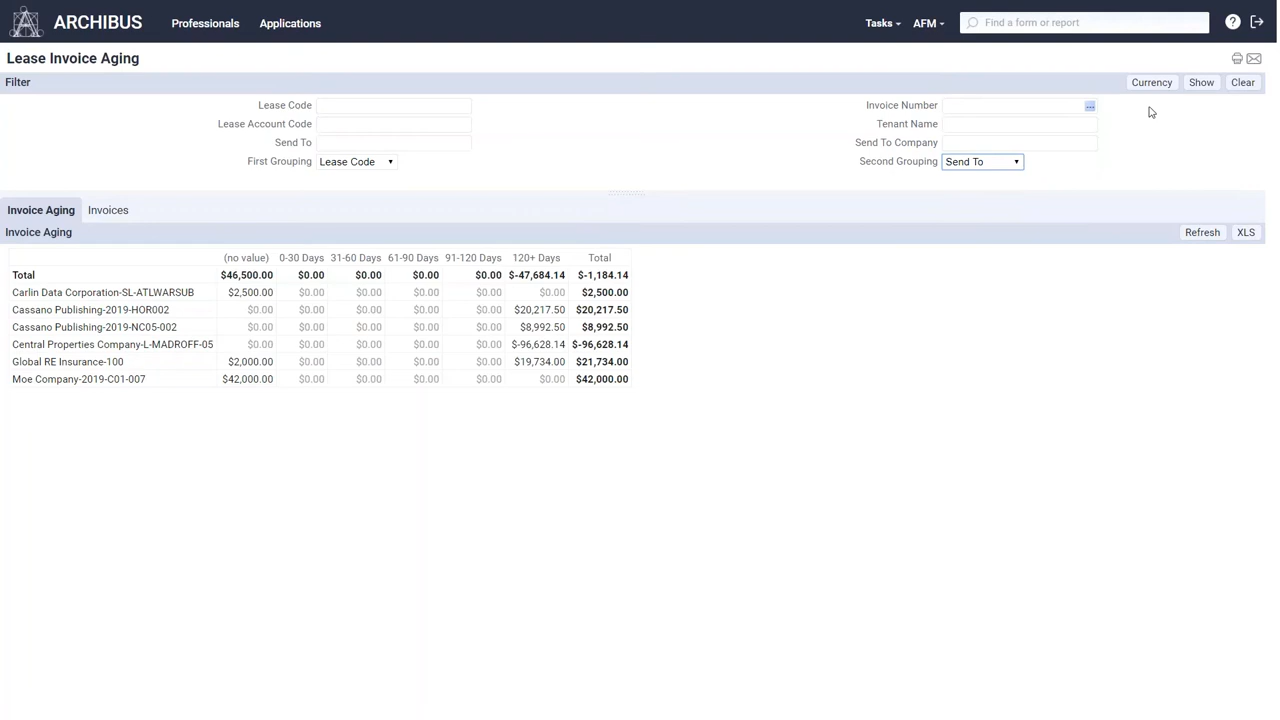 ARCHIBUS Professionals Applications Tasks AFM Find a form or report
Lease Invoice Aging
Filter Currency Show Clear
Lease Code Invoice Number ...
Lease Account Code Tenant Name
Send To Send To Company
First Grouping Lease Code Second Grouping Send To
Invoice Aging Invoices
Invoice Aging Refresh XLS
(no value) 0-30 Days 31-60 Days 61-90 Days 91-120 Days 120+ Days Total
Total $46,500.00 $0.00 $0.00 $0.00 $0.00 $-47,684.14 $-1,184.14
Carlin Data Corporation-SL-ATLWARSUB $2,500.00 $0.00 $0.00 $0.00 $0.00 $0.00 $2,500.00
Cassano Publishing-2019-HOR002 $0.00 $0.00 $0.00 $0.00 $0.00 $20,217.50 $20,217.50
Cassano Publishing-2019-NC05-002 $0.00 $0.00 $0.00 $0.00 $0.00 $8,992.50 $8,992.50
Central Properties Company-L-MADROFF-05 $0.00 $0.00 $0.00 $0.00 $0.00 $-96,628.14 $-96,628.14
Global RE Insurance-100 $2,000.00 $0.00 $0.00 $0.00 $0.00 $19,734.00 $21,734.00
Moe Company-2019-C01-007 $42,000.00 $0.00 $0.00 $0.00 $0.00 $0.00 $42,000.00